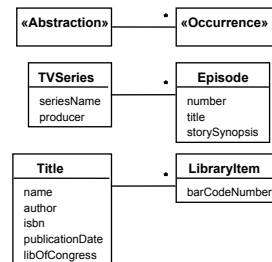 «Abstraction»
*
«Occurrence»
TVSeries
seriesName
producer
*
Episode
number
title
storySynopsis
Title
name
author
isbn
publicationDate
libOfCongress
*
LibraryItem
barCodeNumber